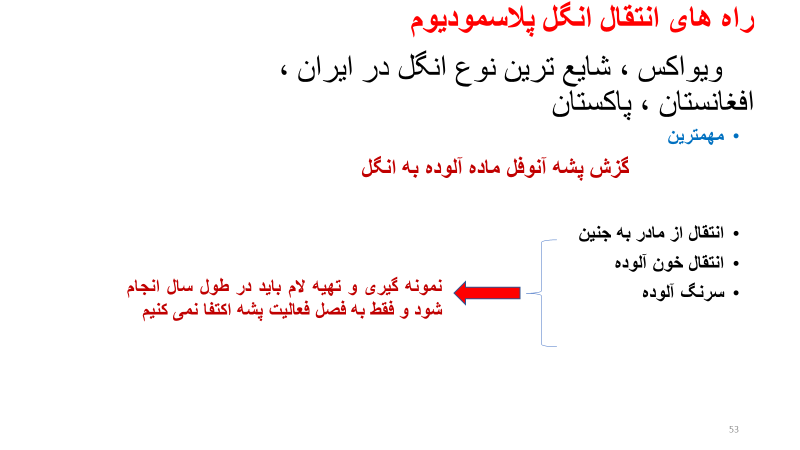 راه های انتقال انگل پلاسمودیوم
ویواکس ، شایع ترین نوع انگل در ایران ،
افغانستان ، پاکستان
• مهمترین
گزش پشه آنوفل ماده آلوده به انگل
• انتقال از مادر به جنین
• انتقال خون آلوده
• سرنگ آلوده
نمونه گیری و تهیه لام باید در طول سال انجام
شود و فقط به فصل فعالیت پشه اکتفا نمی کنیم
53